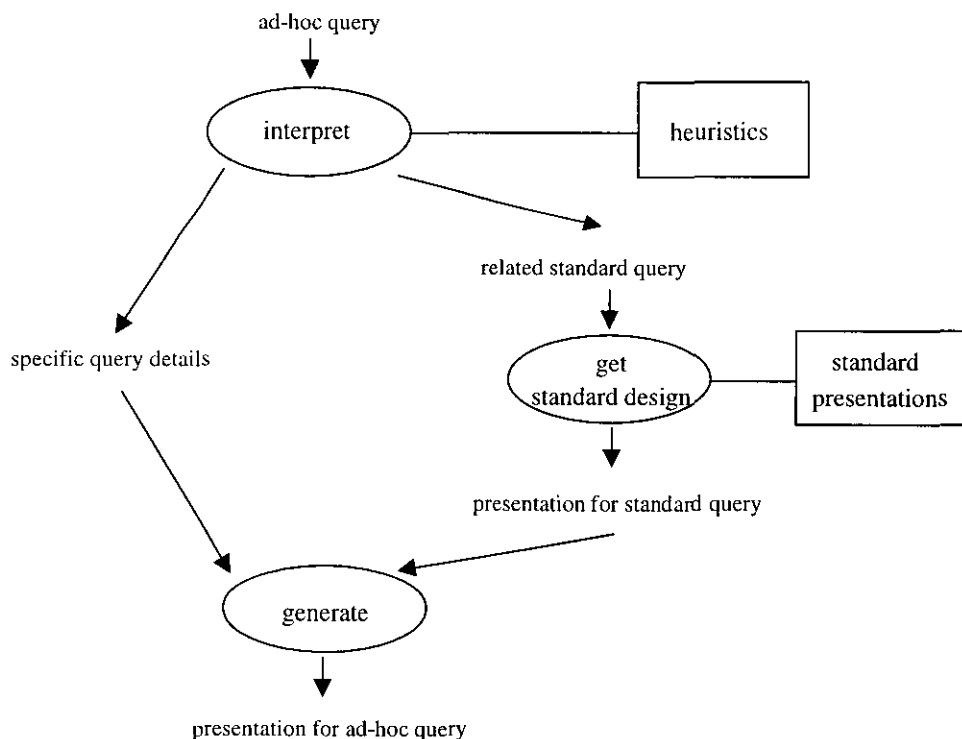 ad-hoc query
interpret
heuristics
related standard query
specific query details
get
standard design
standard
presentations
presentation for standard query
generate
presentation for ad-hoc query